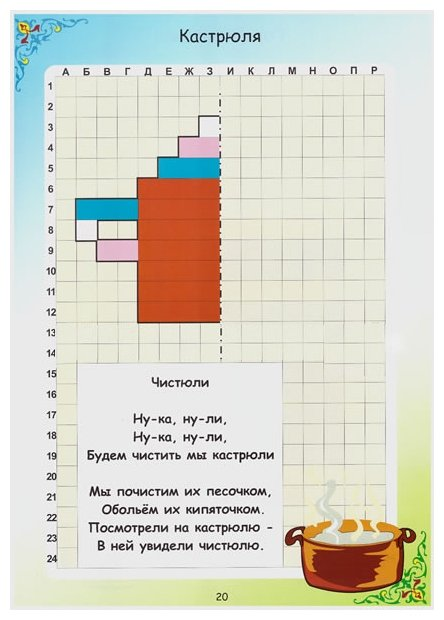 Кастрюля
А Б В Г Д Е Ж З И К Л М Н О П Р
1
2
3
4
5
6
7
8
9
10
11
12
13
14
15
16
17
18
19
20
21
22
23
24
Чистюли
Ну-ка, ну-ли,
Ну-ка, ну-ли,
Будем чистить мы кастрюли
Мы почистим их песочком,
Обольём их кипяточком.
Посмотрели на кастрюлю -
В ней увидели чистюлю.
20